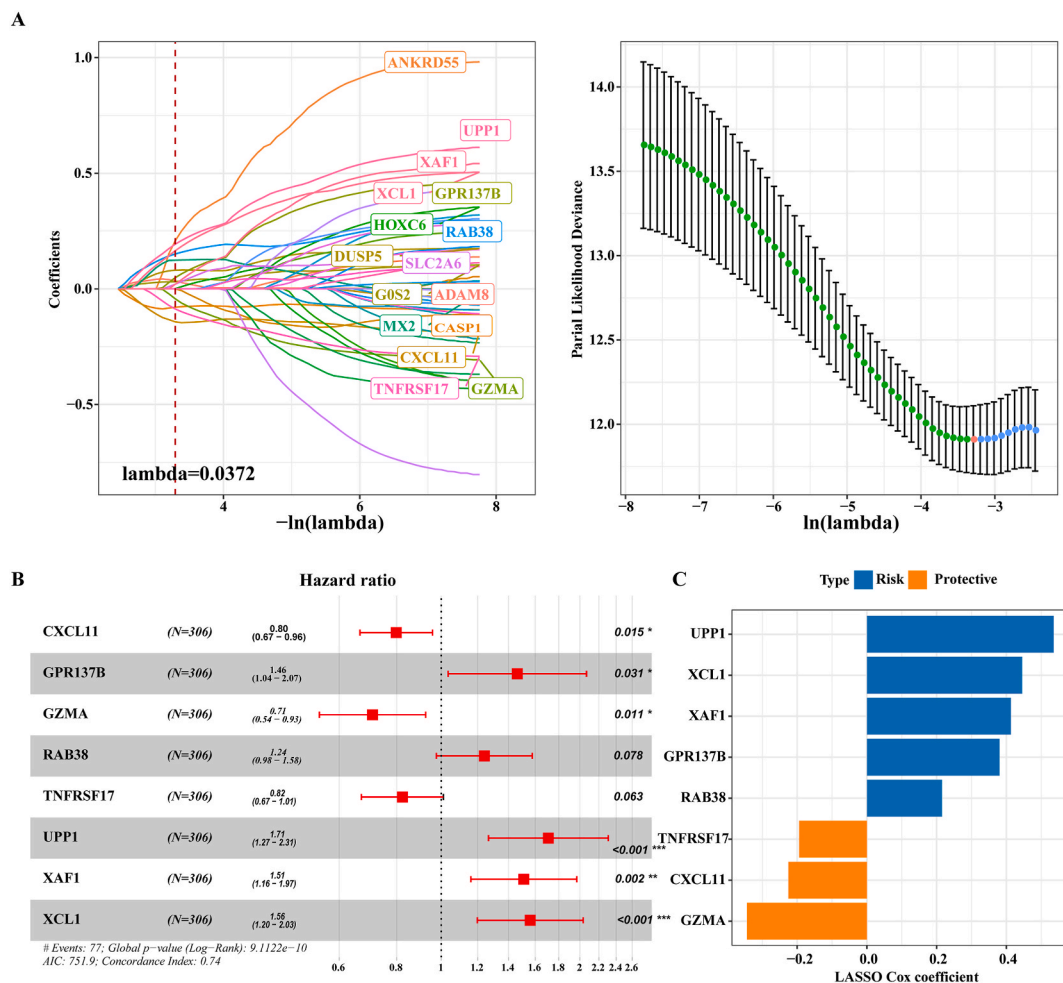 A
ANKRD55
UPP1
XAF1
XCL1
GPR137B
HOXC6
RAB38
DUSP5
SLC2A6
G0S2
ADAM8
MX2
CASP1
CXCL11
TNFRSF17
GZMA
lambda=0.0372
Coefficients
1.0
0.5
0.0
−0.5
4
6
8
−ln(lambda)
Parial Likelihood Deviance
14.0
13.5
13.0
12.5
12.0
−8
−7
−6
−5
−4
−3
ln(lambda)
B
Hazard ratio
CXCL11 (N=306) 0.80 0.015 *
(0.67 − 0.96)
GPR137B (N=306) 1.46 0.031 *
(1.04 − 2.07)
GZMA (N=306) 0.71 0.011 *
(0.54 − 0.93)
RAB38 (N=306) 1.24 0.078
(0.98 − 1.58)
TNFRSF17 (N=306) 0.82 0.063
(0.67 − 1.01)
UPP1 (N=306) 1.71 <0.001 ***
(1.27 − 2.31)
XAF1 (N=306) 1.51 0.002 **
(1.16 − 1.97)
XCL1 (N=306) 1.56 <0.001 ***
(1.20 − 2.03)
# Events: 77; Global p−value (Log−Rank): 9.1122e−10
AIC: 751.9; Concordance Index: 0.74
0.6 0.8 1 1.2 1.4 1.6 1.8 2 2.2 2.4 2.6
C
Type Risk Protective
UPP1
XCL1
XAF1
GPR137B
RAB38
TNFRSF17
CXCL11
GZMA
−0.2 0.0 0.2 0.4
LASSO Cox coefficient